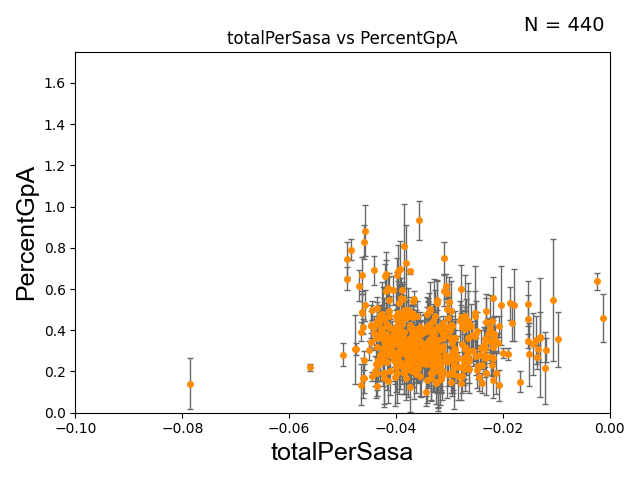 N = 440
totalPerSasa vs PercentGpA
PercentGpA
1.6
1.4
1.2
1.0
0.8
0.6
0.4
0.2
0.0
−0.10 −0.08 −0.06 −0.04 −0.02 0.00
totalPerSasa